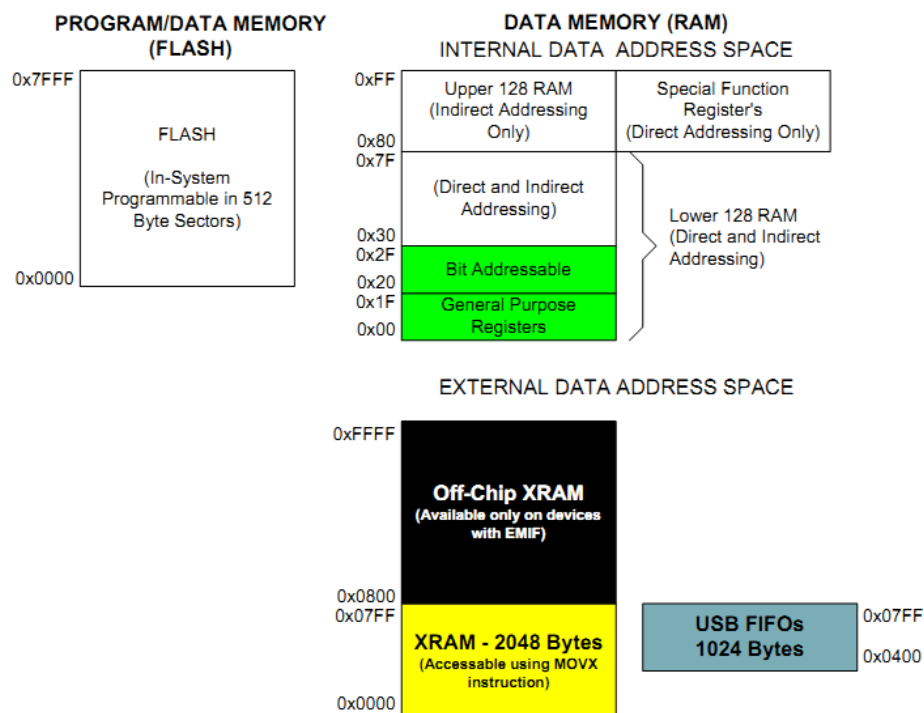 PROGRAM/DATA MEMORY
(FLASH)
0x7FFF
FLASH
(In-System
Programmable in 512
Byte Sectors)
0x0000
DATA MEMORY (RAM)
INTERNAL DATA ADDRESS SPACE
0xFF
Upper 128 RAM
(Indirect Addressing
Only)
Special Function
Register's
(Direct Addressing Only)
0x80
0x7F
(Direct and Indirect
Addressing)
Lower 128 RAM
(Direct and Indirect
Addressing)
0x30
0x2F
Bit Addressable
0x20
0x1F
General Purpose
Registers
0x00
EXTERNAL DATA ADDRESS SPACE
0xFFFF
Off-Chip XRAM
(Available only on devices
with EMIF)
0x0800
0x07FF
XRAM - 2048 Bytes
(Accessable using MOVX
instruction)
0x0000
USB FIFOs
1024 Bytes
0x07FF
0x0400